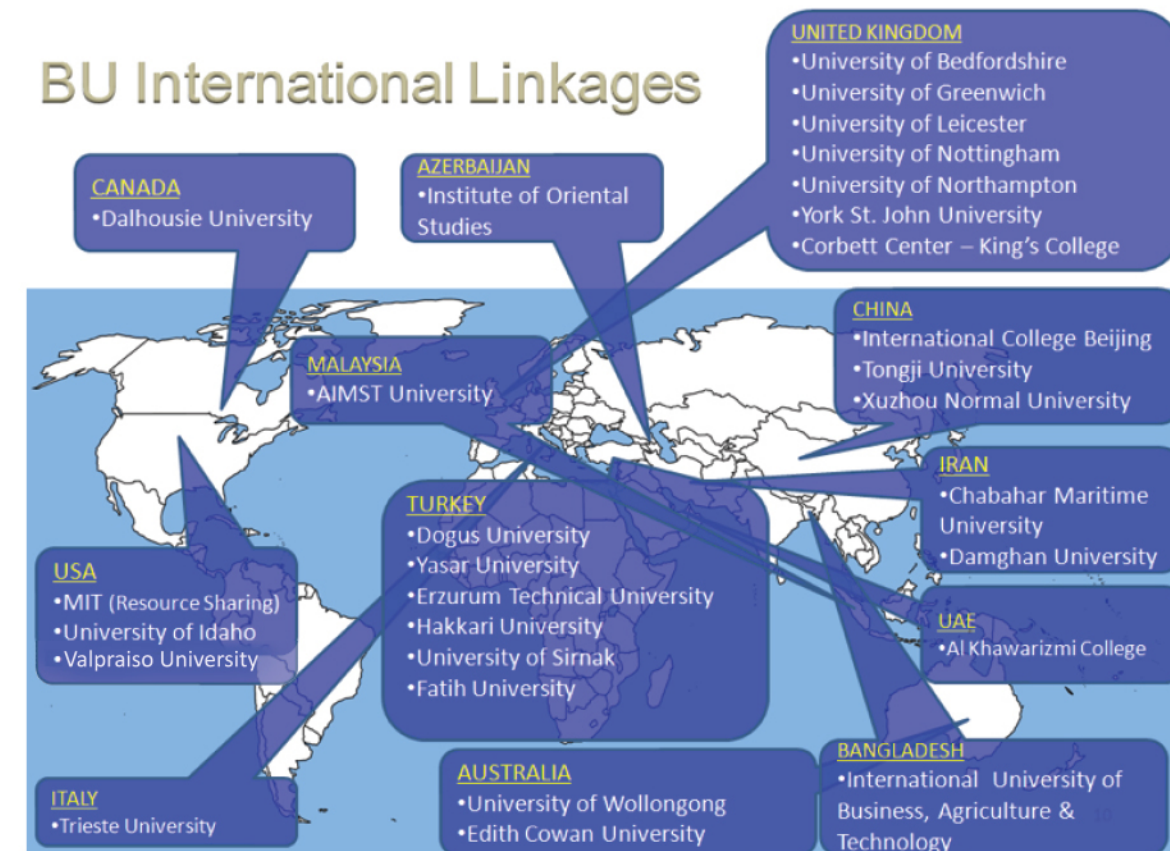 BU International Linkages
UNITED KINGDOM
•University of Bedfordshire
•University of Greenwich
•University of Leicester
•University of Nottingham
•University of Northampton
•York St. John University
•Corbett Center – King's College
CANADA
•Dalhousie University
AZERBAIJAN
•Institute of Oriental
Studies
CHINA
•International College Beijing
•Tongji University
•Xuzhou Normal University
MALAYSIA
•AIMST University
IRAN
•Chabahar Maritime
University
•Damghan University
TURKEY
•Dogus University
•Yasar University
•Erzurum Technical University
•Hakkari University
•University of Sirnak
•Fatih University
USA
•MIT (Resource Sharing)
•University of Idaho
•Valpraiso University
UAE
•Al Khawarizmi College
ITALY
•Trieste University
AUSTRALIA
•University of Wollongong
•Edith Cowan University
BANGLADESH
•International University of
Business, Agriculture &
Technology
10